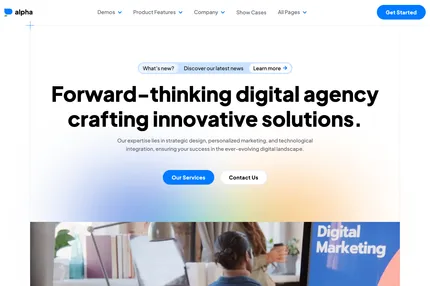 alpha
Demos
Product Features
Company
Show Cases
All Pages
Get Started
What's new?
Discover our latest news
Learn more
Forward-thinking digital agency
crafting innovative solutions.
Our expertise lies in strategic design, personalized marketing, and technological
integration, ensuring your success in the ever-evolving digital landscape.
Our Services
Contact Us
Digital
Marketing